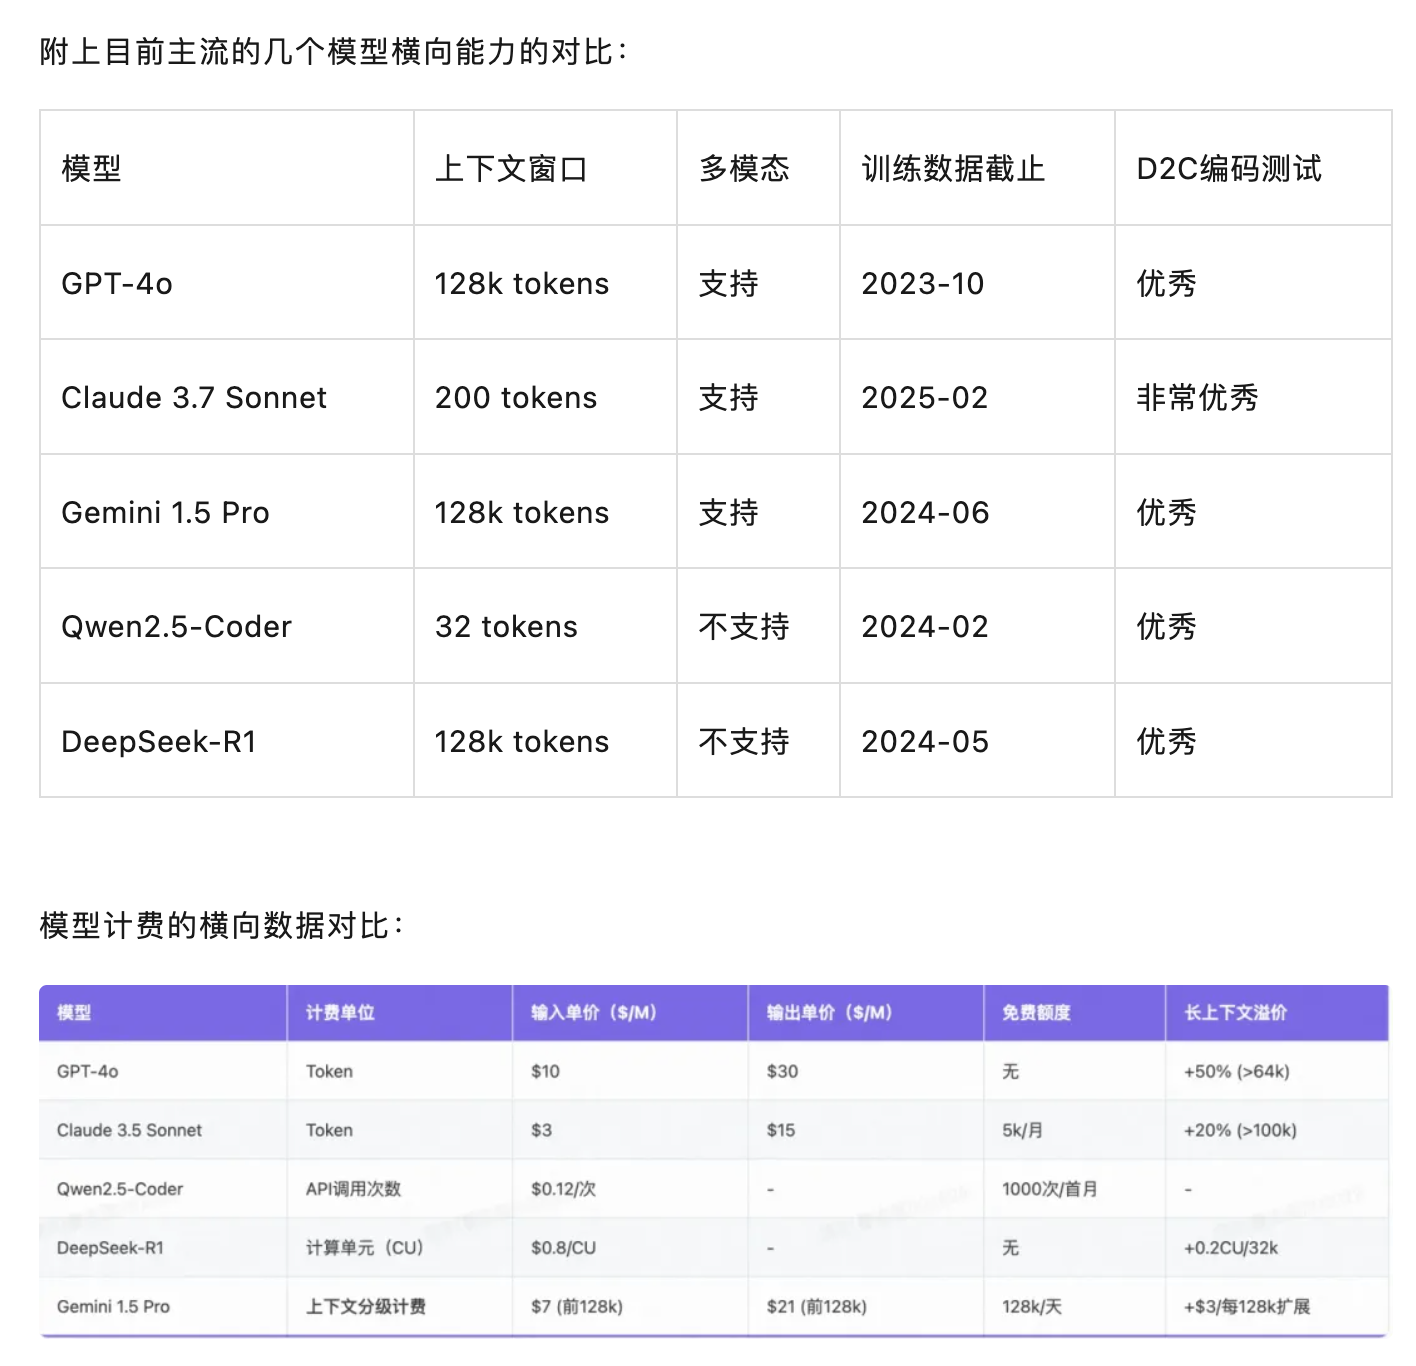 附上目前主流的几个模型横向能力的对比：
模型 上下文窗口 多模态 训练数据截止 D2C编码测试
GPT-4o 128k tokens 支持 2023-10 优秀
Claude 3.7 Sonnet 200 tokens 支持 2025-02 非常优秀
Gemini 1.5 Pro 128k tokens 支持 2024-06 优秀
Qwen2.5-Coder 32 tokens 不支持 2024-02 优秀
DeepSeek-R1 128k tokens 不支持 2024-05 优秀
模型计费的横向数据对比：
模型 计费单位 输入单价（$/M） 输出单价（$/M） 免费额度 长上下文溢价
GPT-4o Token $10 $30 无 +50% (>64k)
Claude 3.5 Sonnet Token $3 $15 5k/月 +20% (>100k)
Qwen2.5-Coder API调用次数 $0.12/次 - 1000次/首月 -
DeepSeek-R1 计算单元（CU） $0.8/CU - 无 +0.2CU/32k
Gemini 1.5 Pro 上下文分级计费 $7 (前128k) $21 (前128k) 128k/天 +$3/每128k扩展